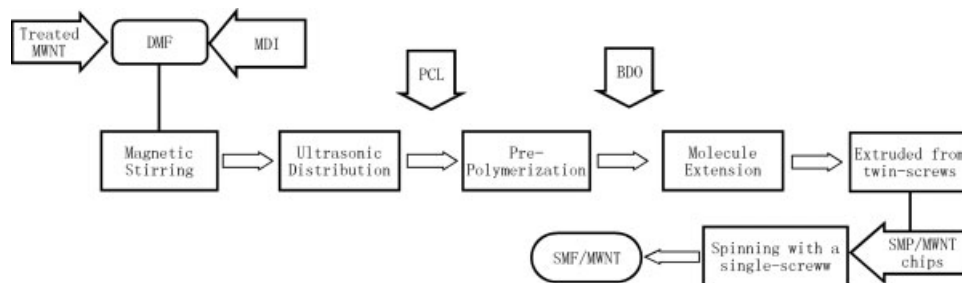 Treated
MWNT
DMF
MDI
PCL
BDO
Magnetic
Stirring
Ultrasonic
Distribution
Pre-
Polymerization
Molecule
Extension
Extruded from
twin-screws
SMF/MWNT
Spinning with a
single-screww
SMP/MWNT
chips